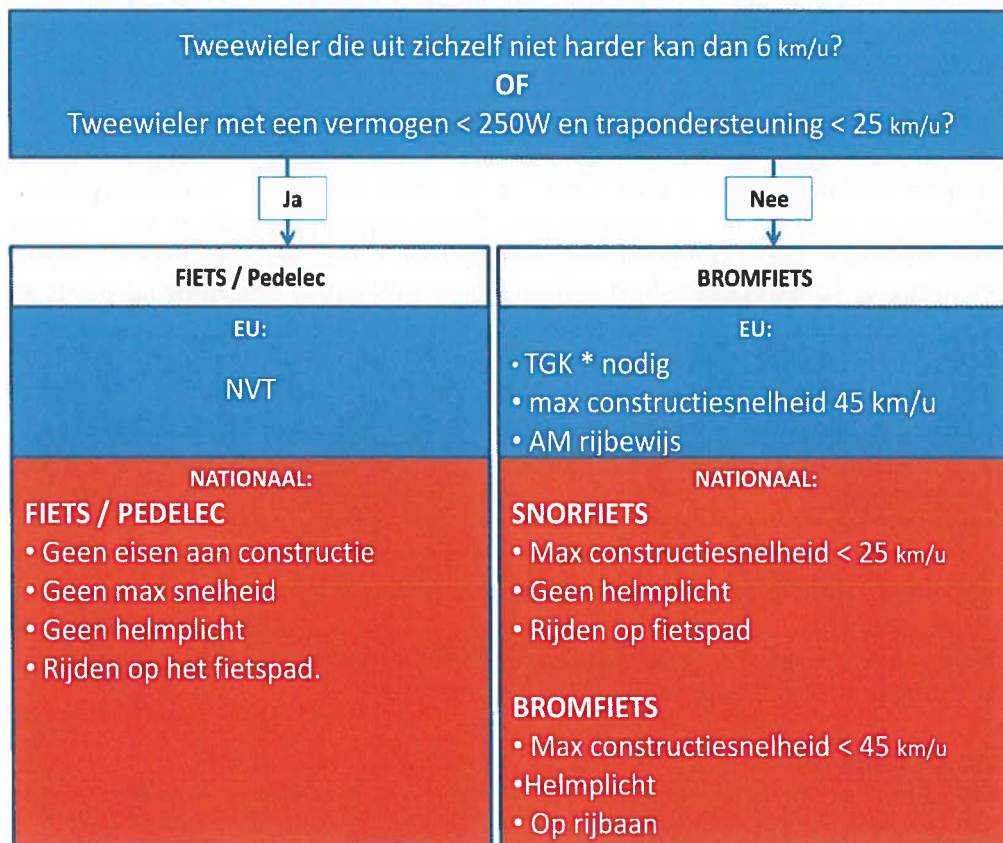 Tweewieler die uit zichzelf niet harder kan dan 6 km/u?
OF
Tweewieler met een vermogen < 250W en trapondersteuning < 25 km/u?
Ja
Nee
FIETS / Pedelec
EU:
NVT
NATIONAAL:
FIETS / PEDELEC
• Geen eisen aan constructie
• Geen max snelheid
• Geen helmplicht
• Rijden op het fietspad.
BROMFIETS
EU:
• TGK * nodig
• max constructiesnelheid 45 km/u
• AM rijbewijs
NATIONAAL:
SNORFIETS
• Max constructiesnelheid < 25 km/u
• Geen helmplicht
• Rijden op fietspad
BROMFIETS
• Max constructiesnelheid < 45 km/u
•Helmplicht
• Op rijbaan